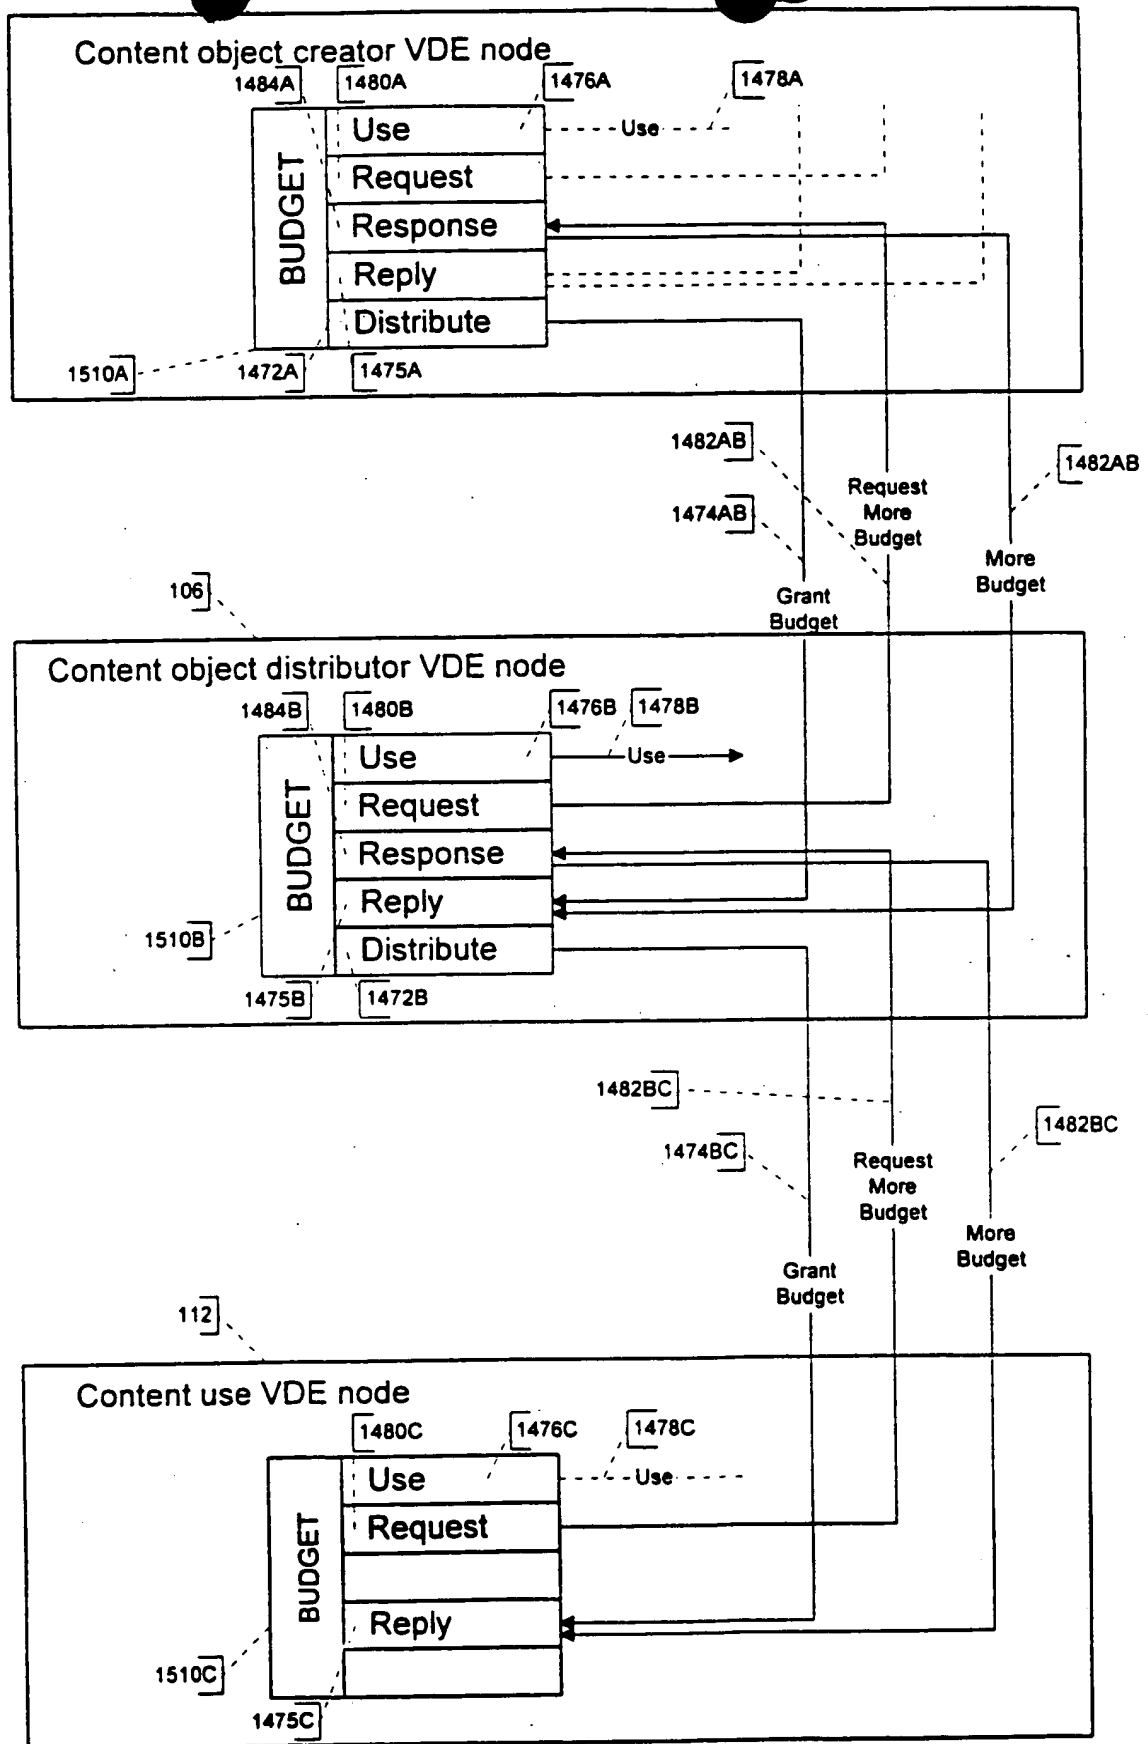 Content object creator VDE node
1484A
1480A
1476A
1478A
BUDGET
Use
Use
Request
Response
Reply
Distribute
1510A
1472A
1475A
1482AB
1482AB
1474AB
Request
More
Budget
More
Budget
Grant
Budget
106
Content object distributor VDE node
1484B
1480B
1476B
1478B
BUDGET
Use
Use
Request
Response
Reply
Distribute
1510B
1475B
1472B
1482BC
1482BC
1474BC
Request
More
Budget
More
Budget
Grant
Budget
112
Content use VDE node
1480C
1476C
1478C
BUDGET
Use
Use
Request
Reply
1510C
1475C